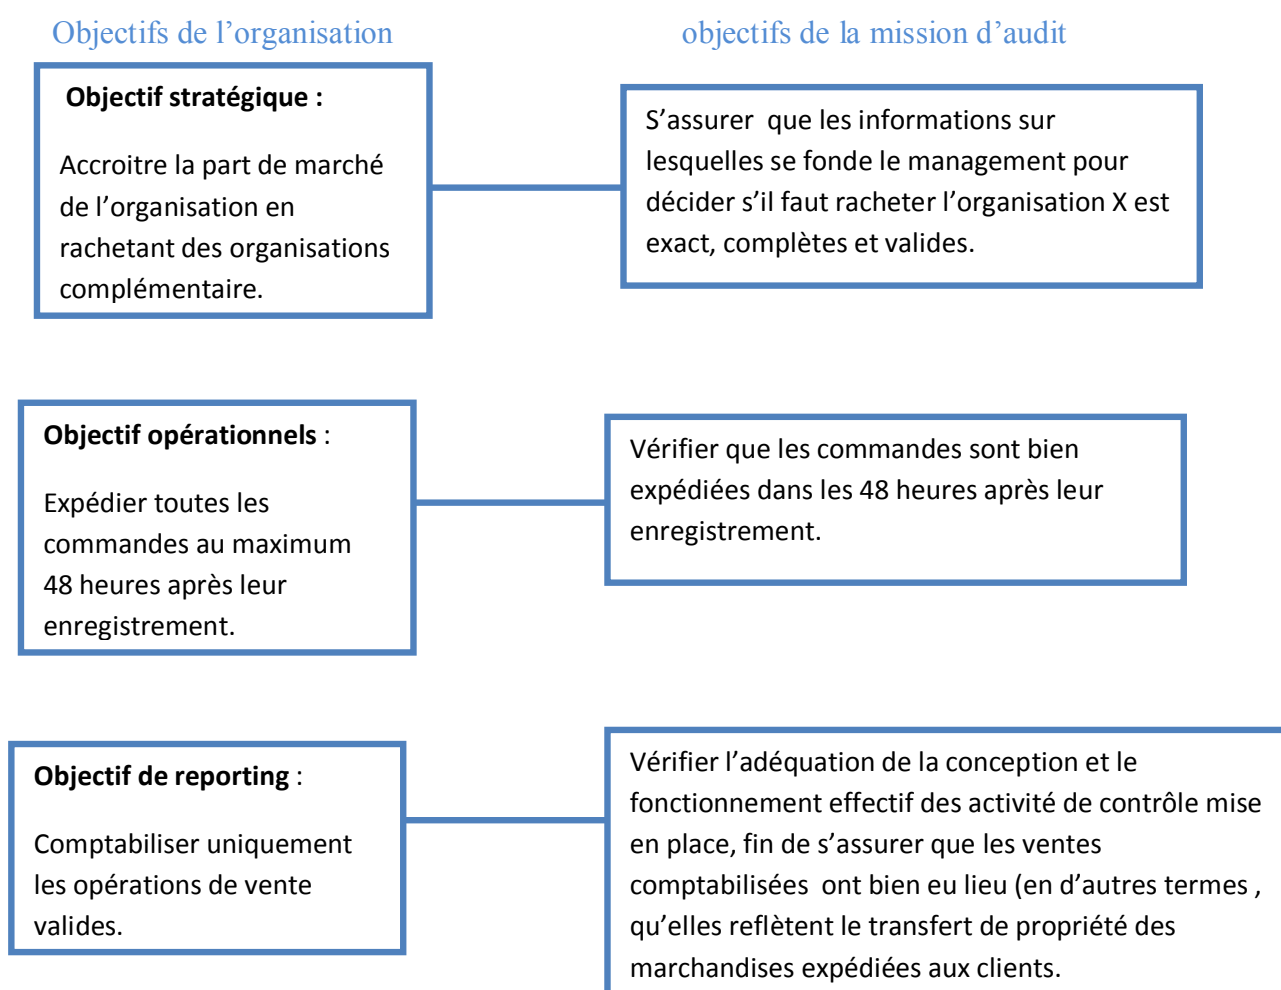 Objectifs de l’organisation
objectifs de la mission d’audit
Objectif stratégique :
Accroitre la part de marché
de l’organisation en
rachetant des organisations
complémentaire.
S’assurer que les informations sur
lesquelles se fonde le management pour
décider s’il faut racheter l’organisation X est
exact, complètes et valides.
Objectif opérationnels :
Expédier toutes les
commandes au maximum
48 heures après leur
enregistrement.
Vérifier que les commandes sont bien
expédiées dans les 48 heures après leur
enregistrement.
Objectif de reporting :
Comptabiliser uniquement
les opérations de vente
valides.
Vérifier l’adéquation de la conception et le
fonctionnement effectif des activité de contrôle mise
en place, fin de s’assurer que les ventes
comptabilisées ont bien eu lieu (en d’autres termes ,
qu’elles reflètent le transfert de propriété des
marchandises expédiées aux clients.